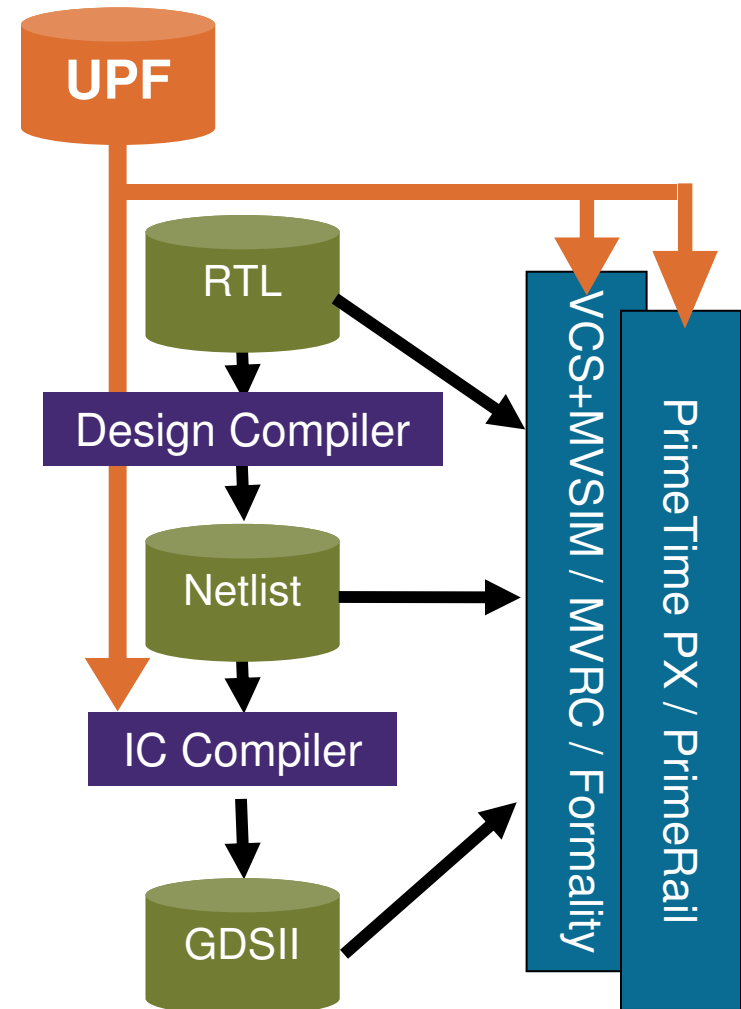 UPF
RTL
Design Compiler
Netlist
IC Compiler
GDSII
VCS+MVSIM / MVRC / Formality
PrimeTime PX / PrimeRail